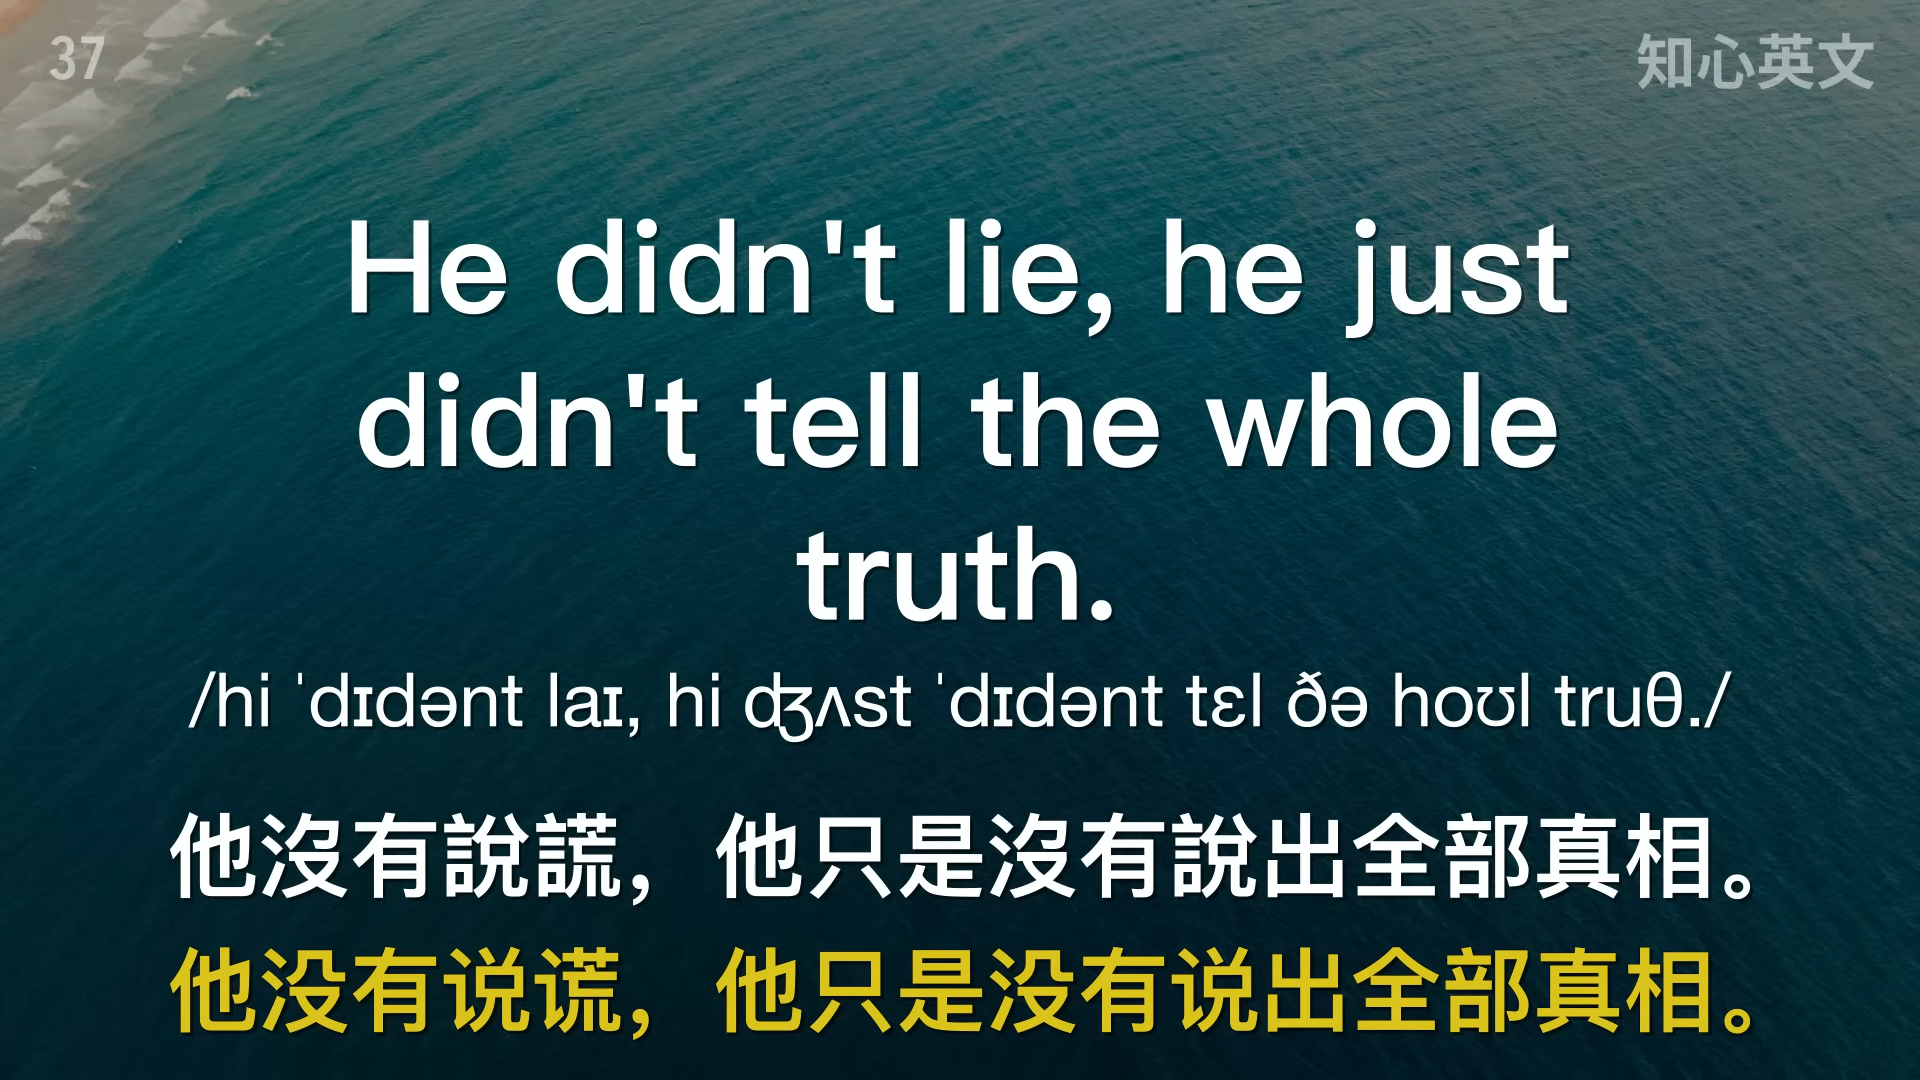 37
知心英文
He didn't lie, he just
didn't tell the whole
truth.
/hi ˈdɪdənt laɪ, hi ʤʌst ˈdɪdənt tɛl ðə hoʊl truθ./
他沒有說謊，他只是沒有說出全部真相。
他没有说谎，他只是没有说出全部真相。